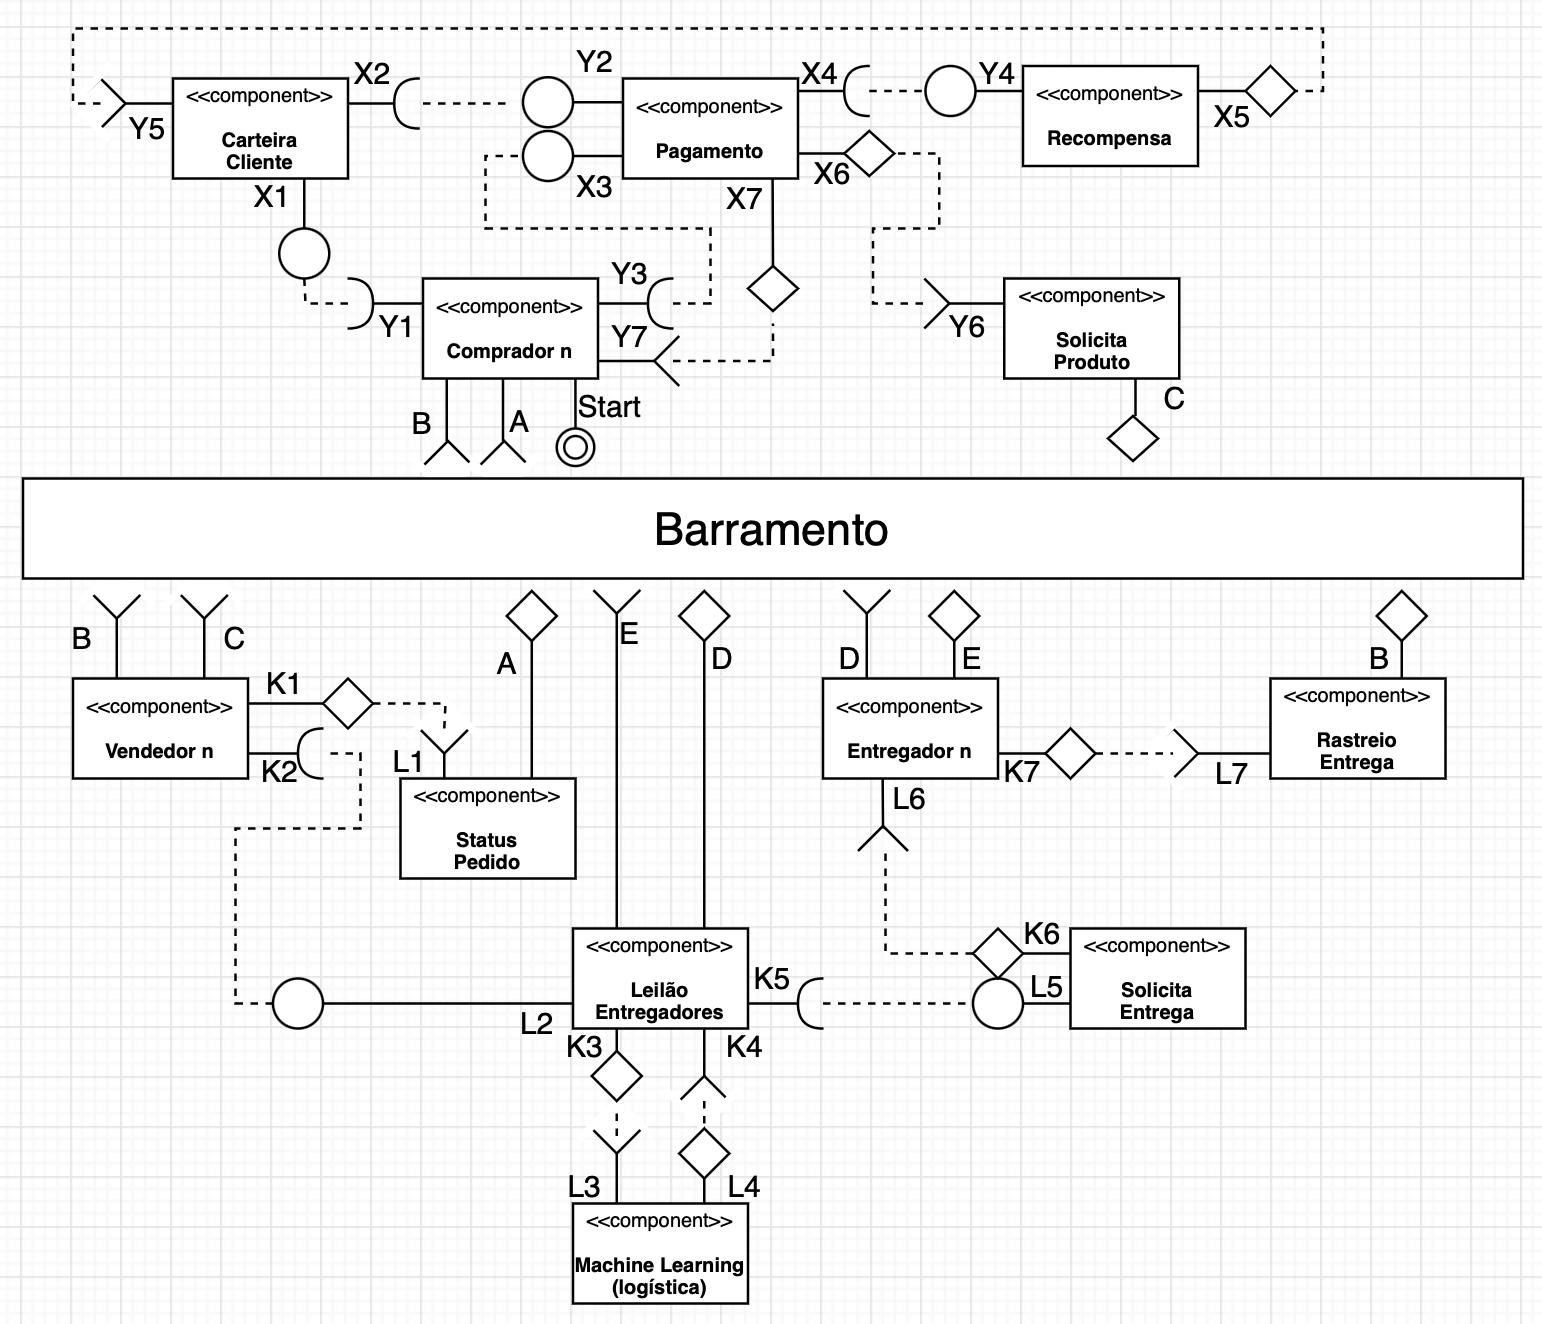 X2
Y2
X4
Y4
<<component>>
Carteira
Cliente
Y5
<<component>>
Pagamento
<<component>>
Recompensa
X5
X1
X3
X7
X6
Y3
<<component>>
Comprador n
Y1
Y7
Y6
<<component>>
Solicita
Produto
B
A
Start
C
Barramento
B
C
A
E
D
D
E
B
K1
<<component>>
Vendedor n
K2
L1
<<component>>
Status
Pedido
<<component>>
Entregador n
K7
L7
<<component>>
Rastreio
Entrega
L6
<<component>>
Leilão
Entregadores
L2
K5
K6
L5
<<component>>
Solicita
Entrega
K3
K4
L3
L4
<<component>>
Machine Learning
(logística)